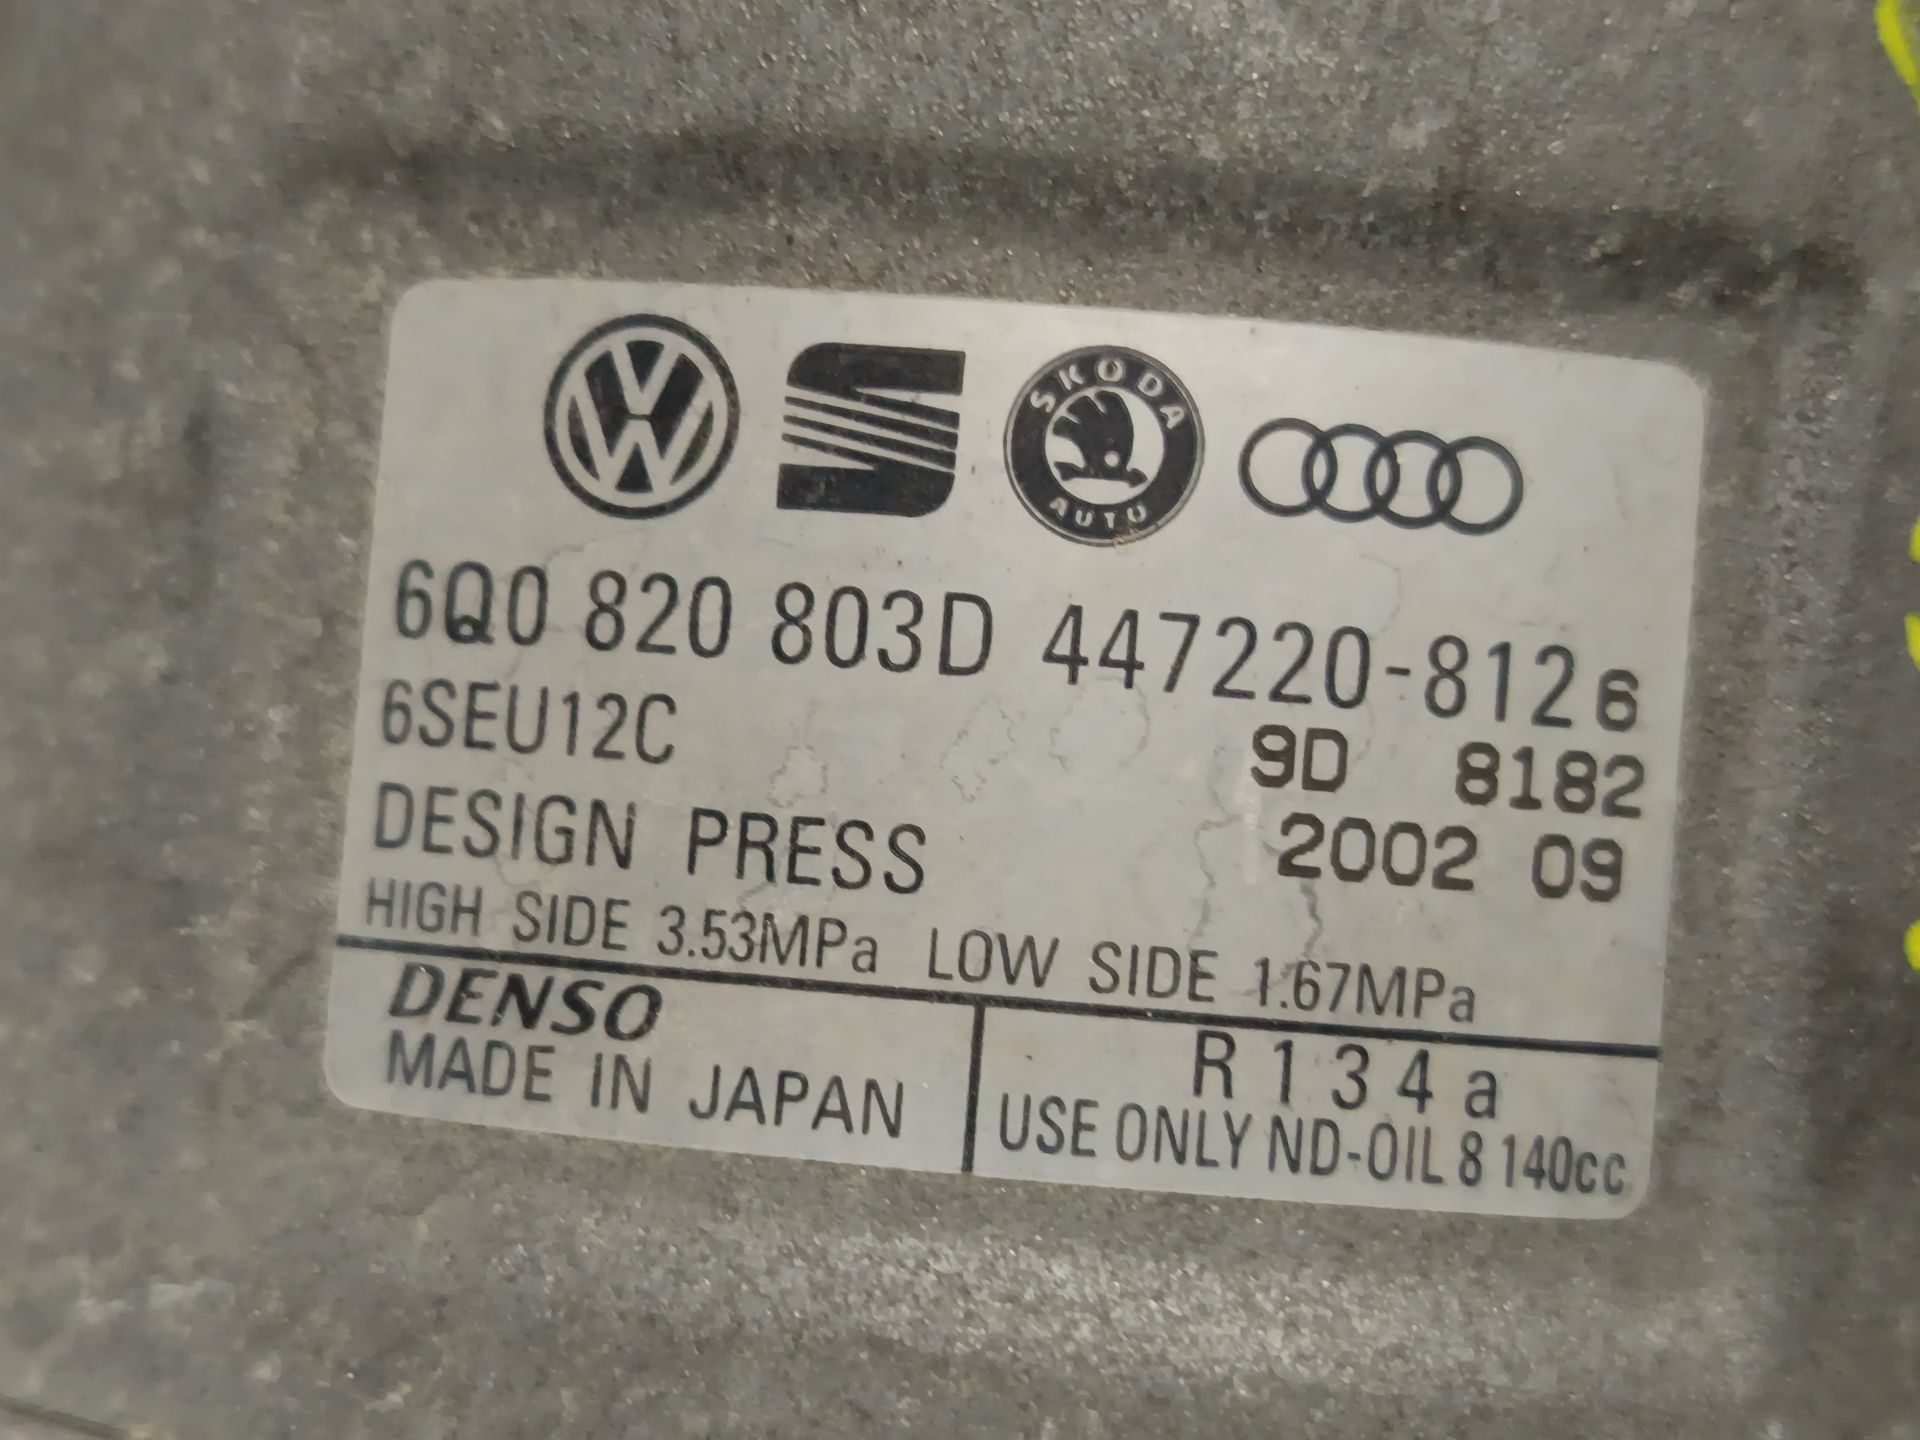 SKODA
AUTO
6Q0 820 803D 447220-8126
6SEU12C 9D 8182
DESIGN PRESS 2002 09
HIGH SIDE 3.53MPa LOW SIDE 1.67MPa
DENSO
MADE IN JAPAN
R134a
USE ONLY ND-OIL 8 140cc